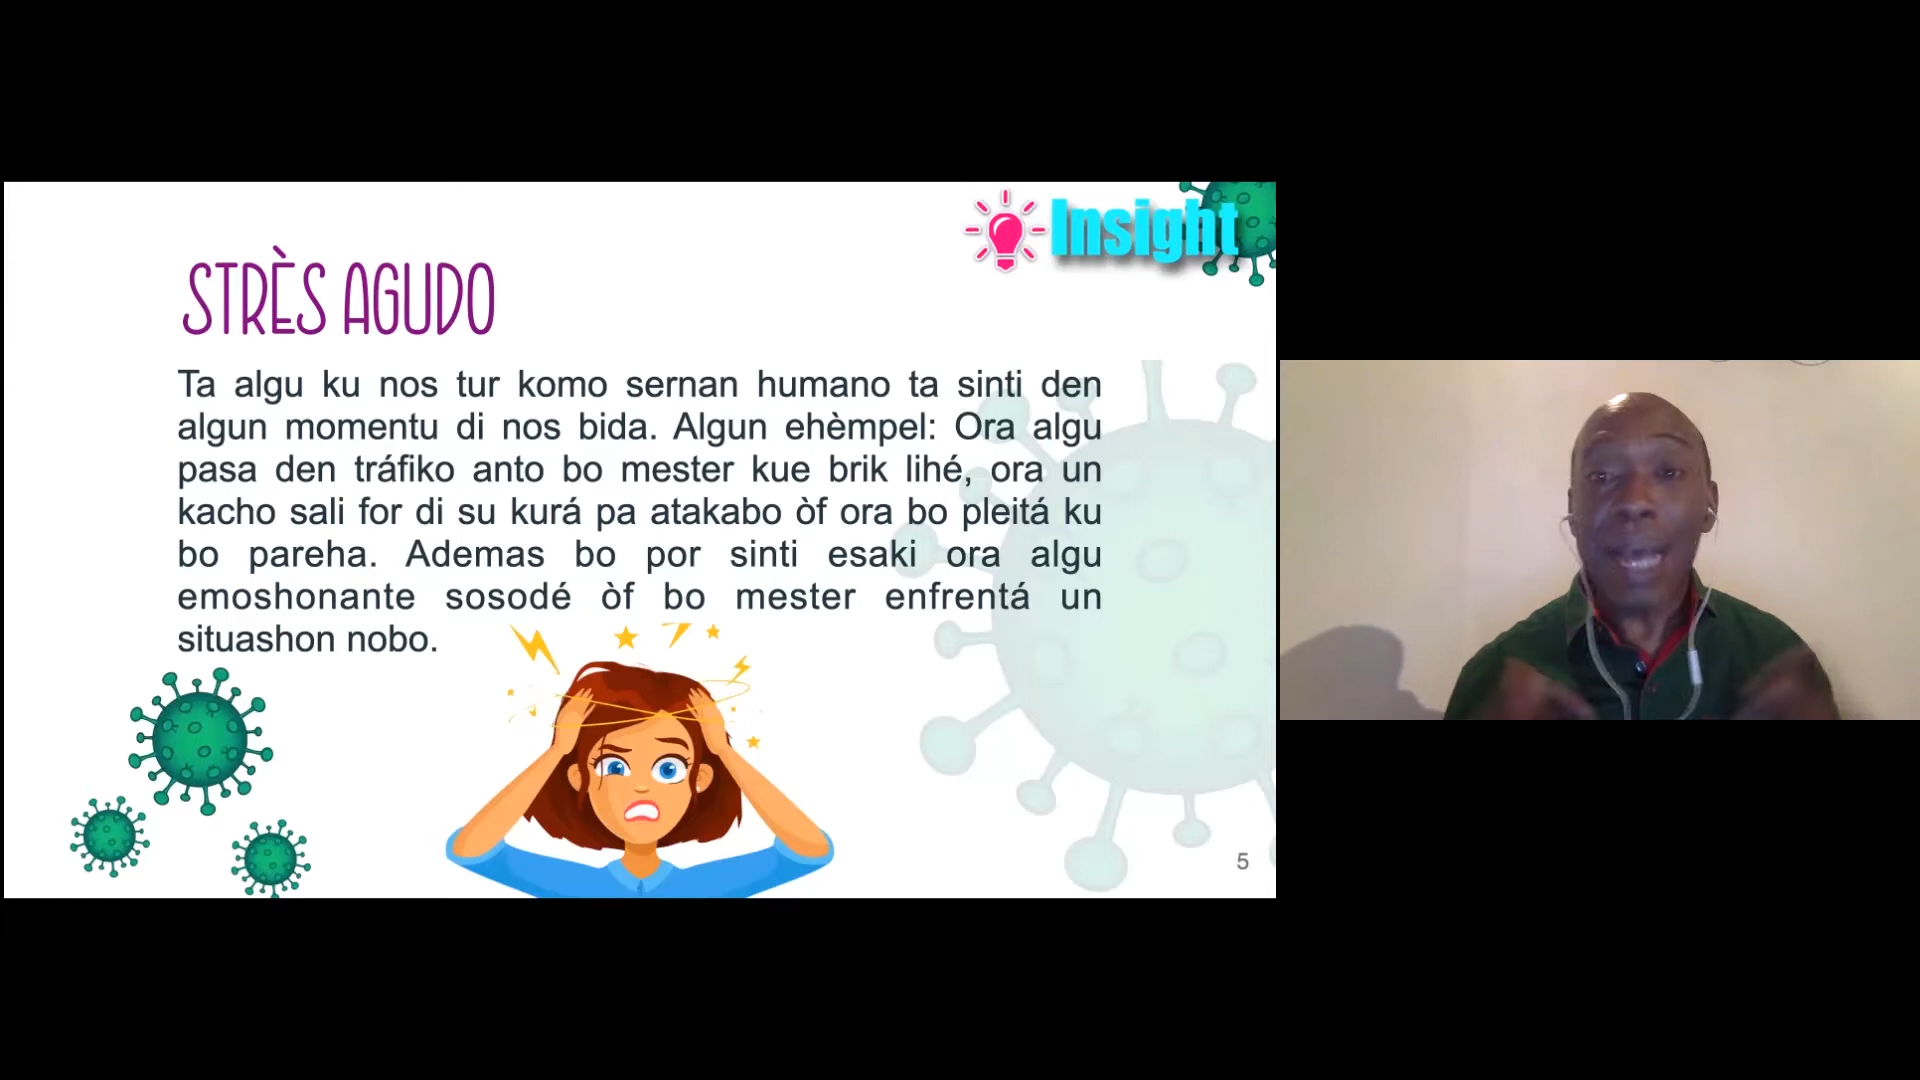 Insight
STRÈS AGUDO
Ta algu ku nos tur komo sernan humano ta sinti den
algun momentu di nos bida. Algun ehèmpel: Ora algu
pasa den tráfiko anto bo mester kue brik lihé, ora un
kacho sali for di su kurá pa atakabo òf ora bo pleitá ku
bo pareha. Ademas bo por sinti esaki ora algu
emoshonante sosodé òf bo mester enfrentá un
situashon nobo.
5